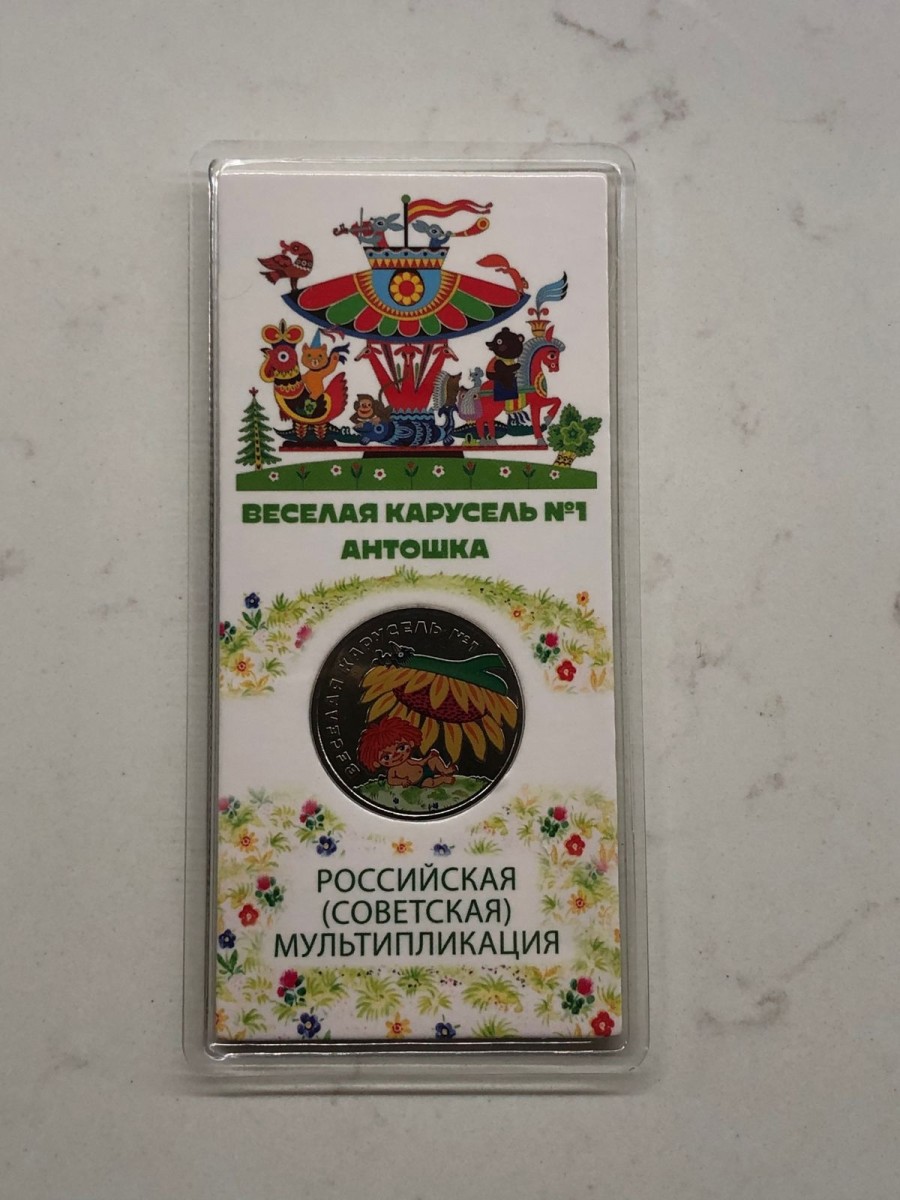 ВЕСЕЛАЯ КАРУСЕЛЬ №1
АНТОШКА
ВЕСЕЛАЯ КАРУСЕЛЬ №1
РОССИЙСКАЯ
(СОВЕТСКАЯ)
МУЛЬТИПЛИКАЦИЯ